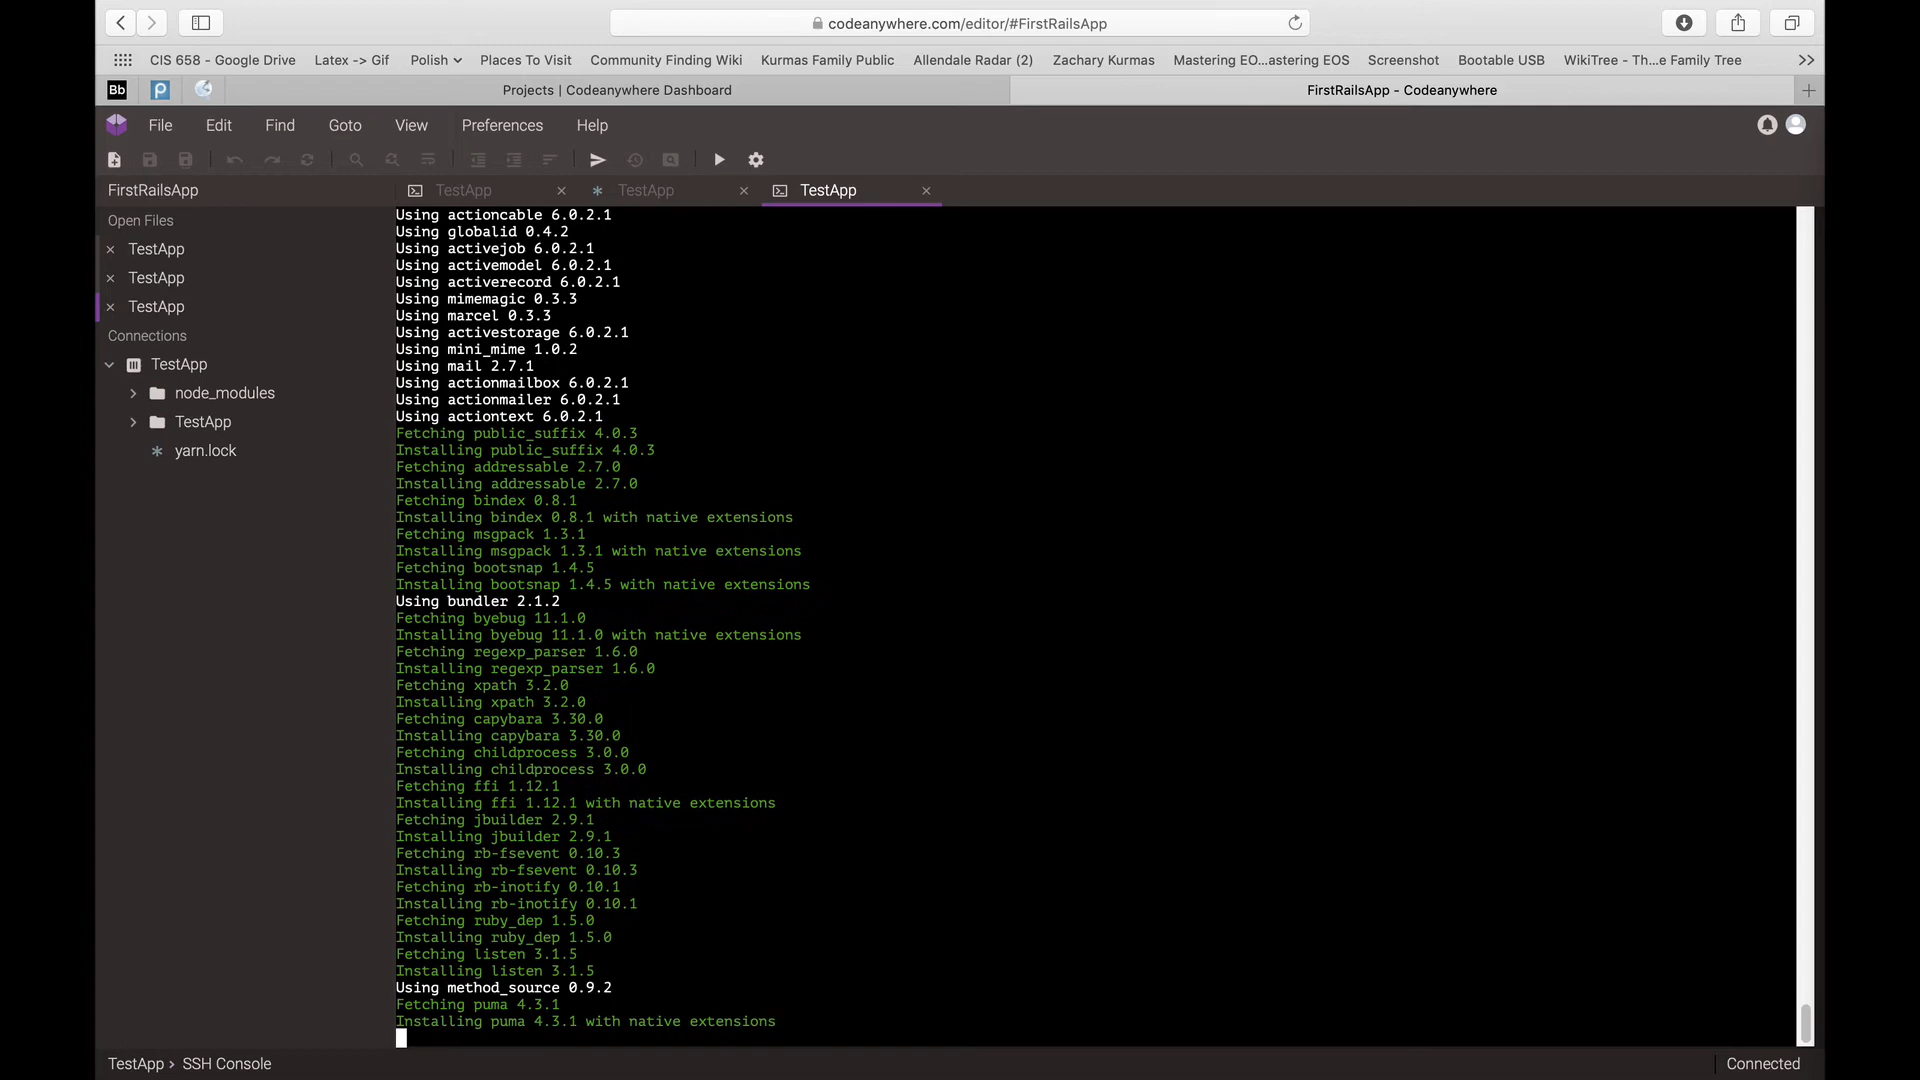 codeanywhere.com/editor/#FirstRailsApp
CIS 658 - Google Drive Latex -> Gif Polish Places To Visit Community Finding Wiki Kurmas Family Public Allendale Radar (2) Zachary Kurmas Mastering EO...astering EOS Screenshot Bootable USB WikiTree - Th...e Family Tree >>
Bb P Projects | Codeanywhere Dashboard FirstRailsApp - Codeanywhere
File Edit Find Goto View Preferences Help
FirstRailsApp TestApp TestApp TestApp
Open Files
TestApp
TestApp
TestApp
Connections
TestApp
node_modules
TestApp
yarn.lock
Using actioncable 6.0.2.1
Using globalid 0.4.2
Using activejob 6.0.2.1
Using activemodel 6.0.2.1
Using activerecord 6.0.2.1
Using mimemagic 0.3.3
Using marcel 0.3.3
Using activestorage 6.0.2.1
Using mini_mime 1.0.2
Using mail 2.7.1
Using actionmailbox 6.0.2.1
Using actionmailer 6.0.2.1
Using actiontext 6.0.2.1
Fetching public_suffix 4.0.3
Installing public_suffix 4.0.3
Fetching addressable 2.7.0
Installing addressable 2.7.0
Fetching bindex 0.8.1
Installing bindex 0.8.1 with native extensions
Fetching msgpack 1.3.1
Installing msgpack 1.3.1 with native extensions
Fetching bootsnap 1.4.5
Installing bootsnap 1.4.5 with native extensions
Using bundler 2.1.2
Fetching byebug 11.1.0
Installing byebug 11.1.0 with native extensions
Fetching regexp_parser 1.6.0
Installing regexp_parser 1.6.0
Fetching xpath 3.2.0
Installing xpath 3.2.0
Fetching capybara 3.30.0
Installing capybara 3.30.0
Fetching childprocess 3.0.0
Installing childprocess 3.0.0
Fetching ffi 1.12.1
Installing ffi 1.12.1 with native extensions
Fetching jbuilder 2.9.1
Installing jbuilder 2.9.1
Fetching rb-fsevent 0.10.3
Installing rb-fsevent 0.10.3
Fetching rb-inotify 0.10.1
Installing rb-inotify 0.10.1
Fetching ruby_dep 1.5.0
Installing ruby_dep 1.5.0
Fetching listen 3.1.5
Installing listen 3.1.5
Using method_source 0.9.2
Fetching puma 4.3.1
Installing puma 4.3.1 with native extensions
TestApp > SSH Console Connected